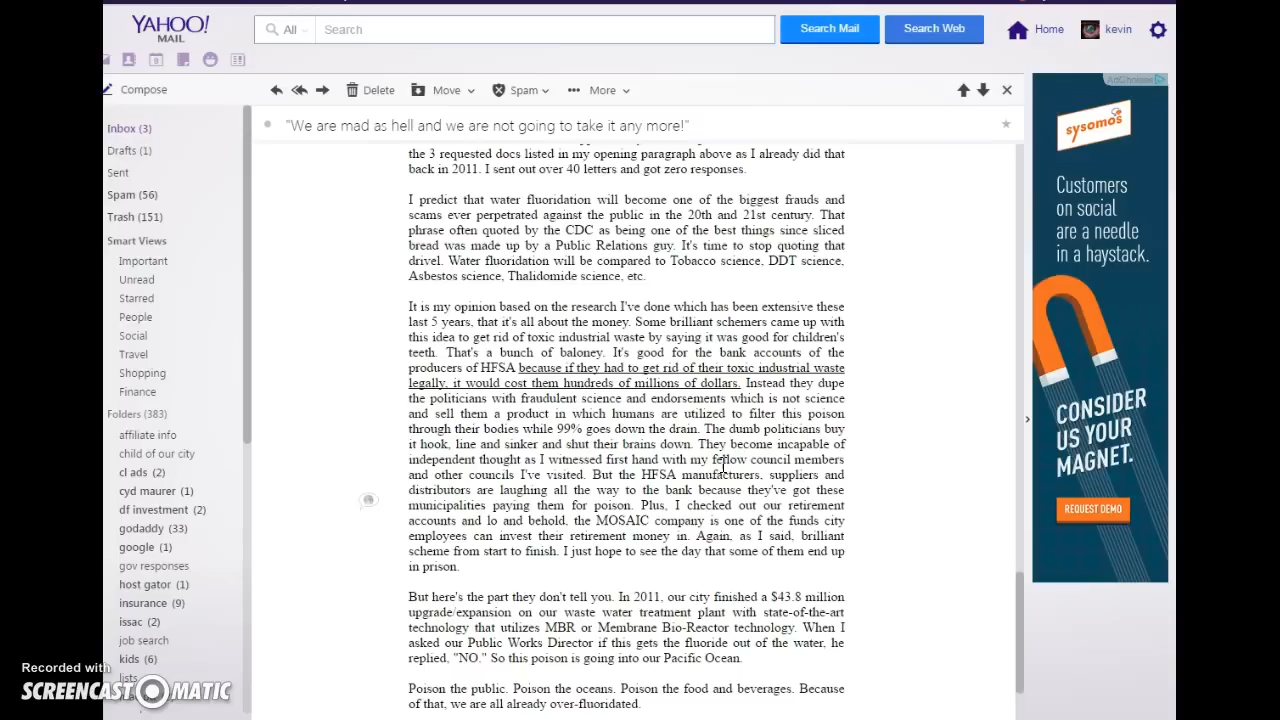 YAHOO!
MAIL
All
Search
Search Mail
Search Web
Home
kevin
Compose
Delete
Move
Spam
More
AdChoices
Inbox (3)
Drafts (1)
Sent
Spam (56)
Trash (151)
Smart Views
Important
Unread
Starred
People
Social
Travel
Shopping
Finance
Folders (383)
affiliate info
child of our city
cl ads (2)
cyd maurer (1)
df investment (2)
godaddy (33)
google (1)
gov responses
host gator (1)
insurance (9)
issac (2)
job search
kids (6)
lists
"We are mad as hell and we are not going to take it any more!"
the 3 requested docs listed in my opening paragraph above as I already did that
back in 2011. I sent out over 40 letters and got zero responses.
I predict that water fluoridation will become one of the biggest frauds and
scams ever perpetrated against the public in the 20th and 21st century. That
phrase often quoted by the CDC as being one of the best things since sliced
bread was made up by a Public Relations guy. It's time to stop quoting that
drivel. Water fluoridation will be compared to Tobacco science, DDT science,
Asbestos science, Thalidomide science, etc.
It is my opinion based on the research I've done which has been extensive these
last 5 years, that it's all about the money. Some brilliant schemers came up with
this idea to get rid of toxic industrial waste by saying it was good for children's
teeth. That's a bunch of baloney. It's good for the bank accounts of the
producers of HFSA because if they had to get rid of their toxic industrial waste
legally, it would cost them hundreds of millions of dollars. Instead they dupe
the politicians with fraudulent science and endorsements which is not science
and sell them a product in which humans are utilized to filter this poison
through their bodies while 99% goes down the drain. The dumb politicians buy
it hook, line and sinker and shut their brains down. They become incapable of
independent thought as I witnessed first hand with my fellow council members
and other councils I've visited. But the HFSA manufacturers, suppliers and
distributors are laughing all the way to the bank because they've got these
municipalities paying them for poison. Plus, I checked out our retirement
accounts and lo and behold, the MOSAIC company is one of the funds city
employees can invest their retirement money in. Again, as I said, brilliant
scheme from start to finish. I just hope to see the day that some of them end up
in prison.
But here's the part they don't tell you. In 2011, our city finished a $43.8 million
upgrade/expansion on our waste water treatment plant with state-of-the-art
technology that utilizes MBR or Membrane Bio-Reactor technology. When I
asked our Public Works Director if this gets the fluoride out of the water, he
replied, "NO." So this poison is going into our Pacific Ocean.
Poison the public. Poison the oceans. Poison the food and beverages. Because
of that, we are all already over-fluoridated.
sysomos
Customers
on social
are a needle
in a haystack.
CONSIDER
US YOUR
MAGNET.
REQUEST DEMO
Recorded with
SCREENCAST-O-MATIC